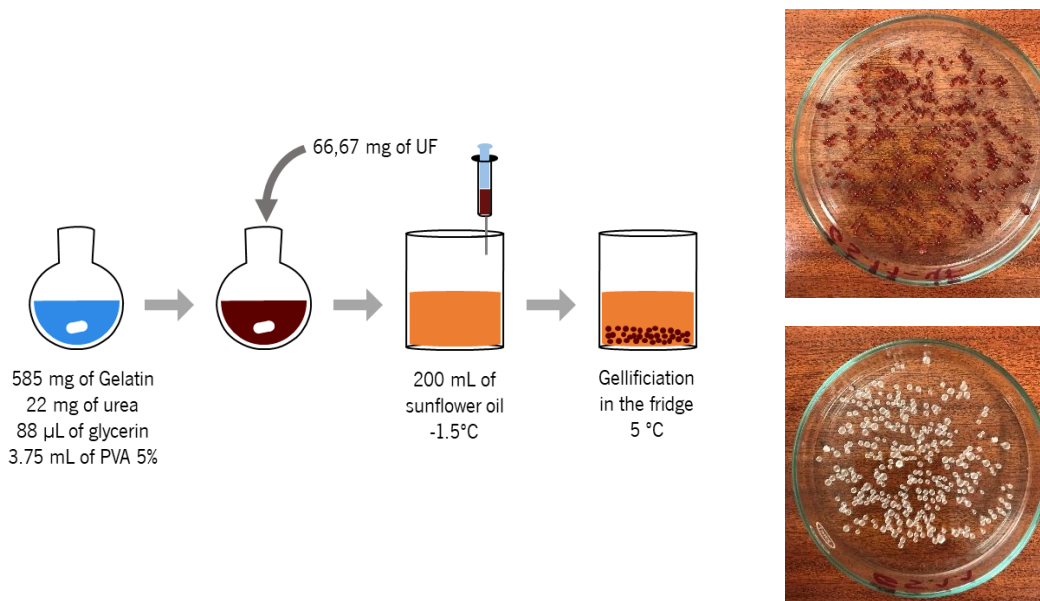 66,67 mg of UF
585 mg of Gelatin
22 mg of urea
88 µL of glycerin
3.75 mL of PVA 5%
200 mL of
sunflower oil
-1.5°C
Gellificiation
in the fridge
5 °C